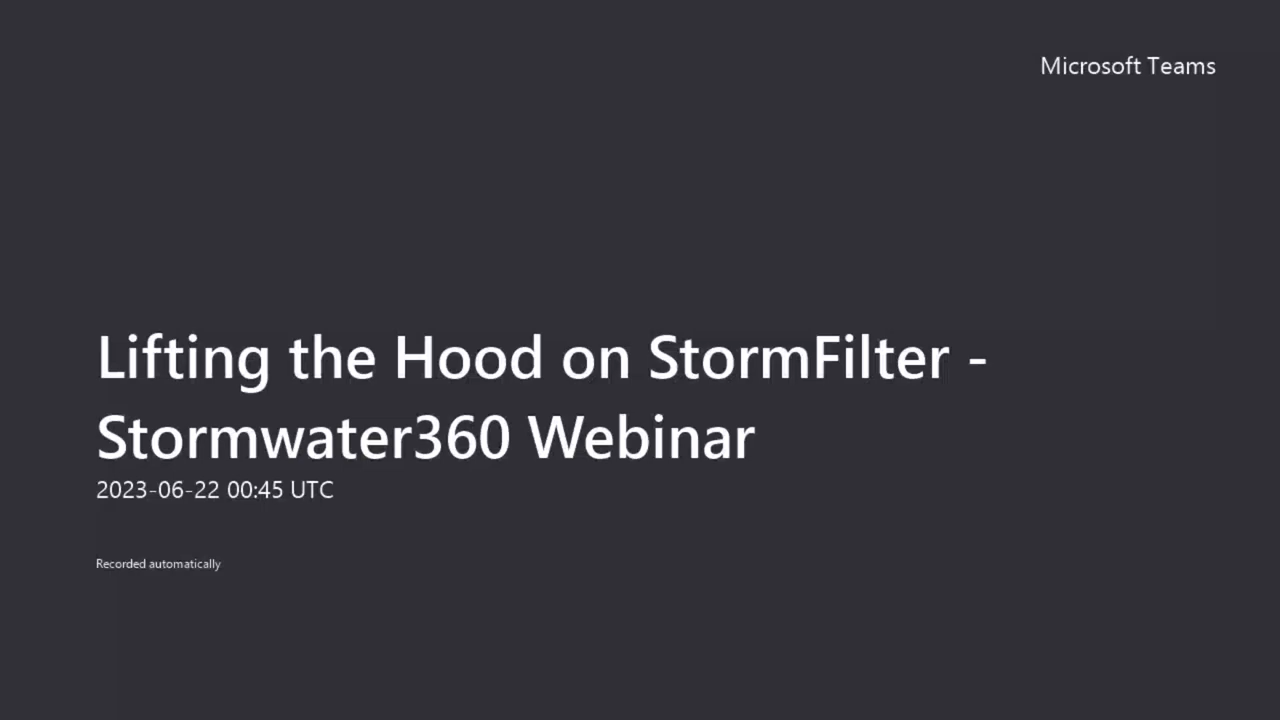 Microsoft Teams
Lifting the Hood on StormFilter -
Stormwater360 Webinar
2023-06-22 00:45 UTC
Recorded automatically